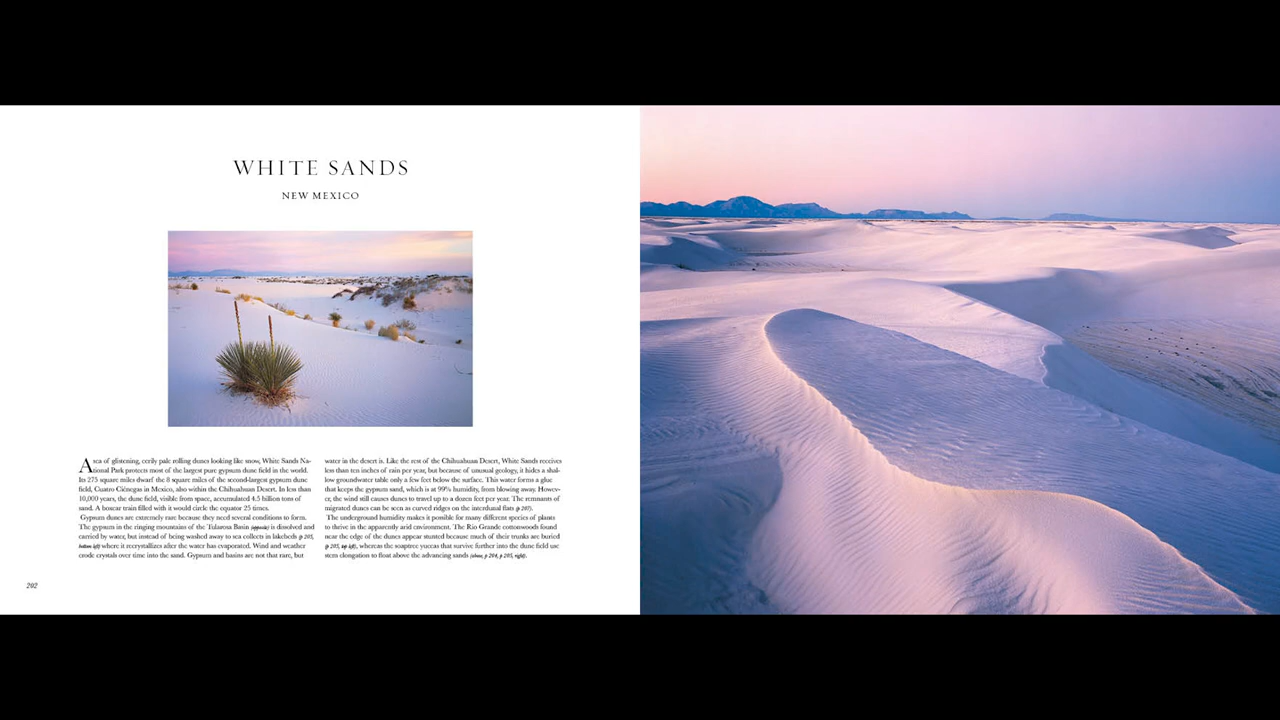 WHITE SANDS
NEW MEXICO
A sea of glistening, eerily pale rolling dunes looking like snow, White Sands Na-
tional Park protects most of the largest pure gypsum dune field in the world.
Its 275 square miles dwarf the 8 square miles of the second-largest gypsum dune
field, Cuatro Ciénegas in Mexico, also within the Chihuahuan Desert. In less than
10,000 years, the dune field, visible from space, accumulated 4.5 billion tons of
sand. A boxcar train filled with it would circle the equator 25 times.
Gypsum dunes are extremely rare because they need several conditions to form.
The gypsum in the ringing mountains of the Tularosa Basin (opposite) is dissolved and
carried by water, but instead of being washed away to sea collects in lakebeds (p 205,
bottom left) where it recrystallizes after the water has evaporated. Wind and weather
erode crystals over time into the sand. Gypsum and basins are not that rare, but
water in the desert is. Like the rest of the Chihuahuan Desert, White Sands receives
less than ten inches of rain per year, but because of unusual geology, it hides a shal-
low groundwater table only a few feet below the surface. This water forms a glue
that keeps the gypsum sand, which is at 99% humidity, from blowing away. Howev-
er, the wind still causes dunes to travel up to a dozen feet per year. The remnants of
migrated dunes can be seen as curved ridges on the interdunal flats (p 207).
The underground humidity makes it possible for many different species of plants
to thrive in the apparently arid environment. The Rio Grande cottonwoods found
near the edge of the dunes appear stunted because much of their trunks are buried
(p 205, top left), whereas the soaptree yuccas that survive further into the dune field use
stem elongation to float above the advancing sands (above, p 204, p 205, right).
202